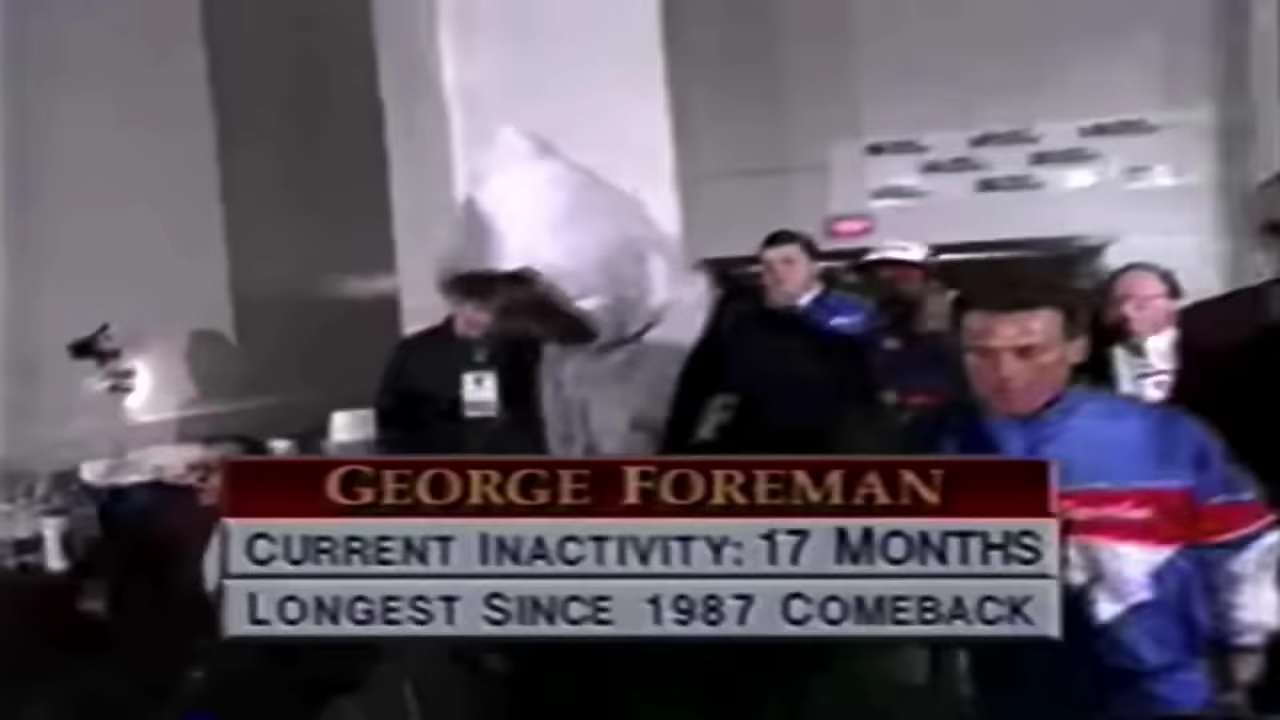 GEORGE FOREMAN
CURRENT INACTIVITY: 17 MONTHS
LONGEST SINCE 1987 COMEBACK